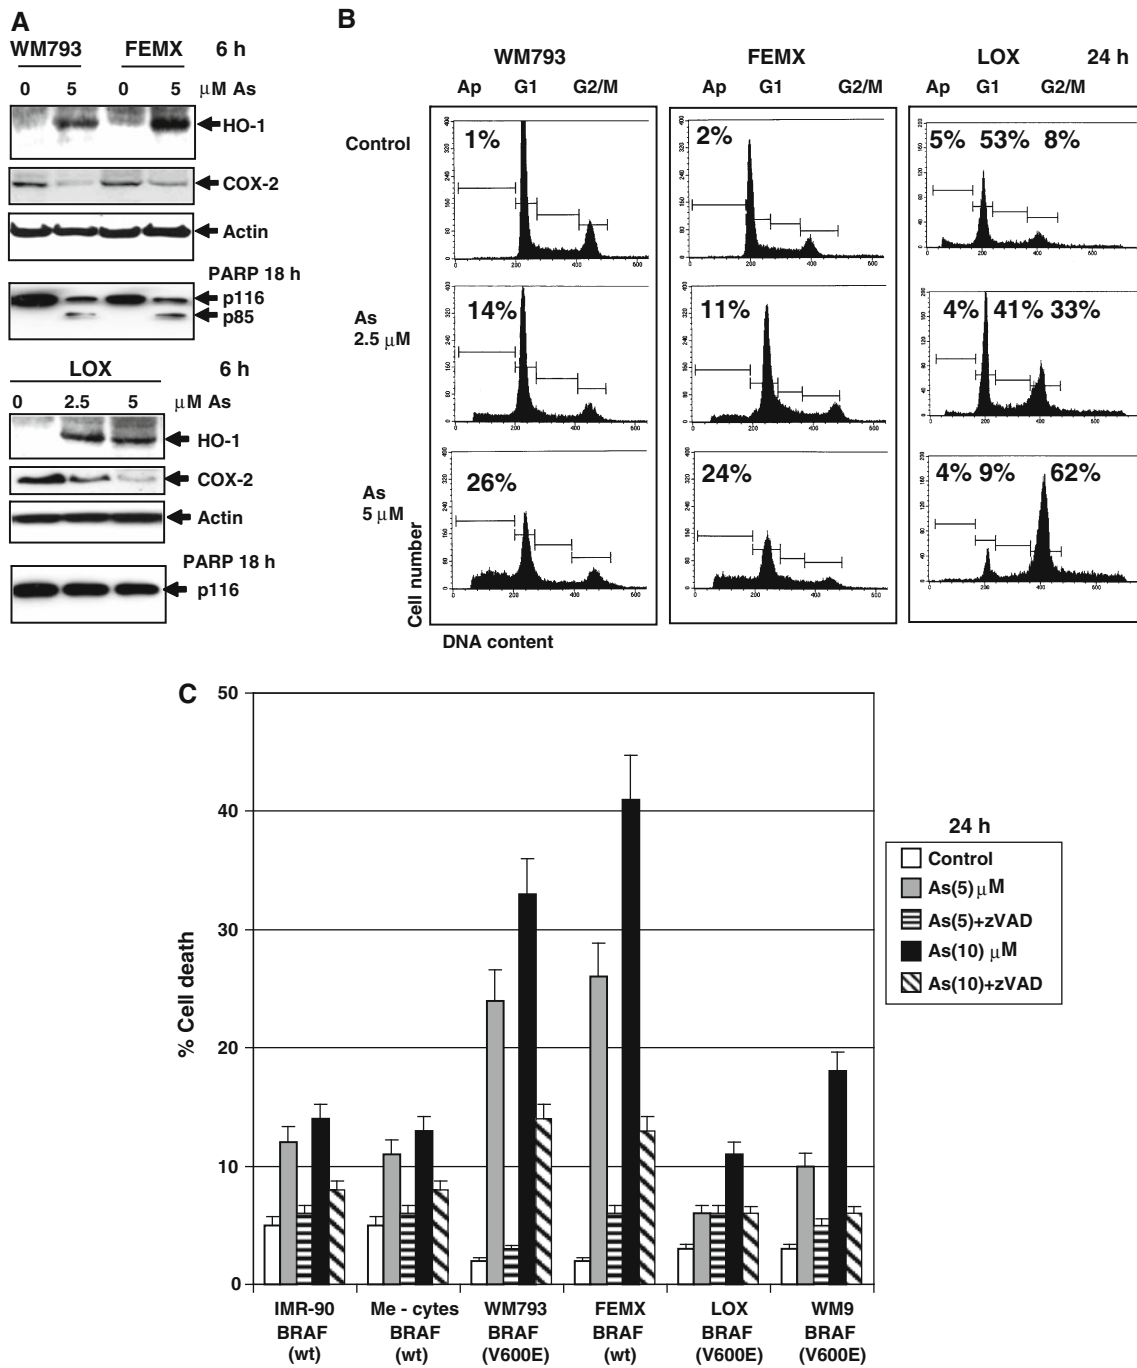 A
WM793 FEMX 6 h
0 5 0 5 μM As
HO-1
COX-2
Actin
PARP 18 h
p116
p85
LOX 6 h
0 2.5 5 μM As
HO-1
COX-2
Actin
PARP 18 h
p116
B
WM793 FEMX LOX 24 h
Ap G1 G2/M Ap G1 G2/M Ap G1 G2/M
Control
1% 2% 5% 53% 8%
As
2.5 μM
14% 11% 4% 41% 33%
As
5 μM
26% 24% 4% 9% 62%
Cell number
DNA content
C
50
40
30
20
10
0
% Cell death
24 h
Control
As(5) μM
As(5)+zVAD
As(10) μM
As(10)+zVAD
IMR-90 Me - cytes WM793 FEMX LOX WM9
BRAF BRAF BRAF BRAF BRAF BRAF
(wt) (wt) (V600E) (wt) (V600E) (V600E)